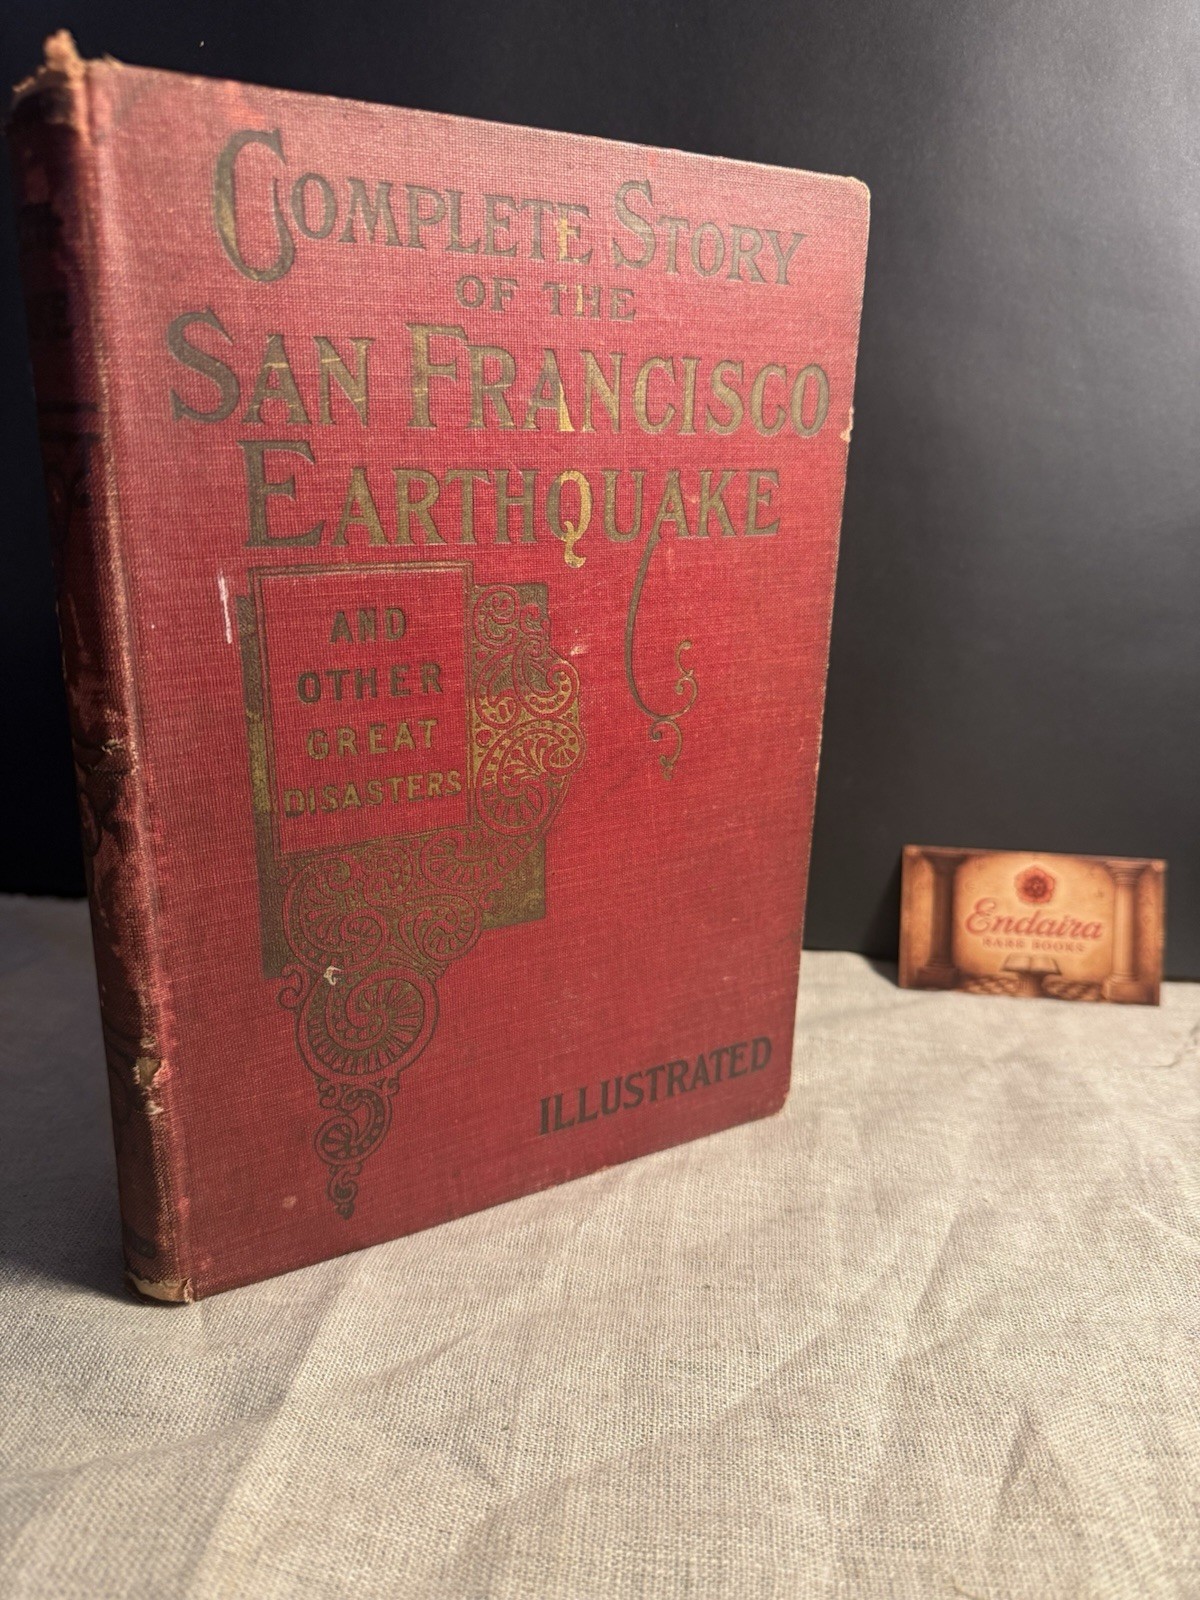 COMPLETE STORY
OF THE
SAN FRANCISCO
EARTHQUAKE
AND
OTHER
GREAT
DISASTERS
ILLUSTRATED
Endaira
RARE BOOKS